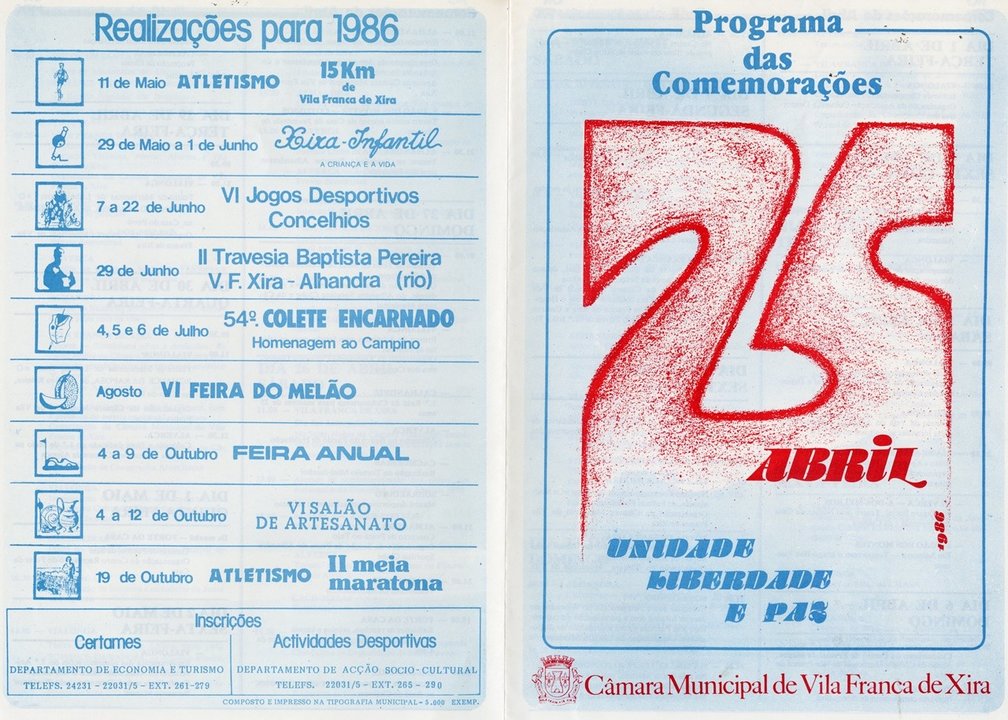 Realizações para 1986
11 de Maio ATLETISMO 15Km
de
Vila Franca de Xira
29 de Maio a 1 de Junho Xira-Infantil
A CRIANÇA E A VIDA
7 a 22 de Junho VI Jogos Desportivos
Concelhios
29 de Junho II Travesia Baptista Pereira
V. F. Xira - Alhandra (rio)
4, 5 e 6 de Julho 54º. COLETE ENCARNADO
Homenagem ao Campino
Agosto VI FEIRA DO MELÃO
4 a 9 de Outubro FEIRA ANUAL
4 a 12 de Outubro VI SALÃO
DE ARTESANATO
19 de Outubro ATLETISMO II meia
maratona
Inscrições
Certames
DEPARTAMENTO DE ECONOMIA E TURISMO
TELEFS. 24231 - 22031/5 - EXT. 261-279
Actividades Desportivas
DEPARTAMENTO DE ACÇÃO SOCIO-CULTURAL
TELEFS. 22031/5 - EXT. 265 - 290
COMPOSTO E IMPRESSO NA TIPOGRAFIA MUNICIPAL - 5.000 EXEMP.
Programa
das
Comemorações
25
ABRIL
1986
UNIDADE
LIBERDADE
E PAZ
Câmara Municipal de Vila Franca de Xira